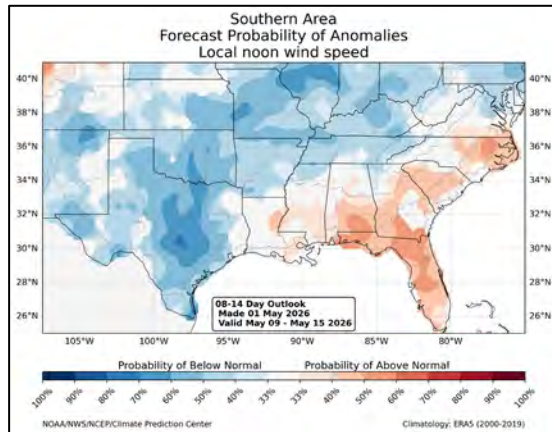 Southern Area
Forecast Probability of Anomalies
Local noon wind speed
40°N 40°N
38°N 38°N
36°N 36°N
34°N 34°N
32°N 32°N
30°N 30°N
28°N 28°N
26°N 26°N
08-14 Day Outlook
Made 01 May 2026
Valid May 09 - May 15 2026
105°W 100°W 95°W 90°W 85°W 80°W
Probability of Below Normal Probability of Above Normal
100% 90% 80% 70% 60% 50% 40% 33% 33% 40% 50% 60% 70% 80% 90% 100%
NOAA/NWS/NCEP/Climate Prediction Center Climatology: ERA5 (2000-2019)